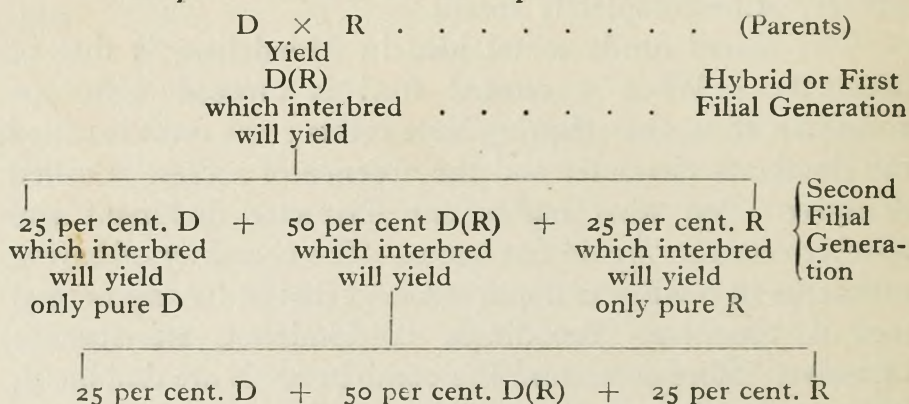 D × R . . . . . . . . . (Parents)
Yield
D(R) Hybrid or First
which interbred . . . . . . Filial Generation
will yield
25 per cent. D + 50 per cent D(R) + 25 per cent. R
which interbred which interbred which interbred
will yield will yield will yield
only pure D only pure R
Second
Filial
Genera-
tion
25 per cent. D + 50 per cent. D(R) + 25 per cent. R